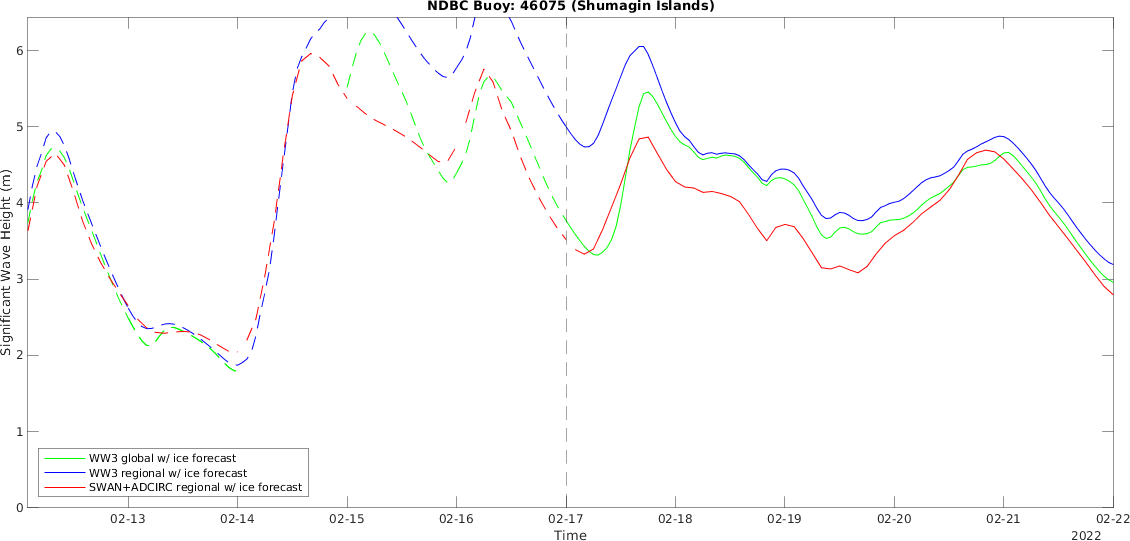 NDBC Buoy: 46075 (Shumagin Islands)
Significant Wave Height (m)
6
5
4
3
2
1
0
WW3 global w/ ice forecast
WW3 regional w/ ice forecast
SWAN+ADCIRC regional w/ ice forecast
02-13 02-14 02-15 02-16 02-17 02-18 02-19 02-20 02-21 02-22
Time
2022